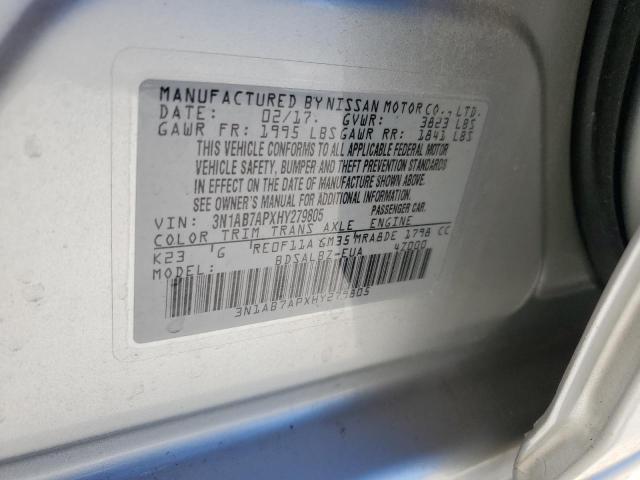 MANUFACTURED BY NISSAN MOTOR CO., LTD.
DATE: 02/17. GVWR: 3823 LBS
GAWR FR: 1995 LBS GAWR RR: 1841 LBS
THIS VEHICLE CONFORMS TO ALL APPLICABLE FEDERAL MOTOR
VEHICLE SAFETY, BUMPER AND THEFT PREVENTION STANDARDS
IN EFFECT ON THE DATE OF MANUFACTURE SHOWN ABOVE.
SEE OWNER'S MANUAL FOR ADDITIONAL INFORMATION.
VIN: 3N1AB7APXHY279805 PASSENGER CAR.
COLOR TRIM TRANS AXLE ENGINE
K23 'G 'RE0F11A GM35 MRA8DE 1798 CC
MODEL: BDSALBZ-EUA 4Z000
3N1AB7APXHY279805